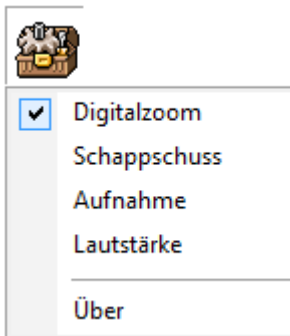 Digitalzoom
Schappschuss
Aufnahme
Lautstärke
Über